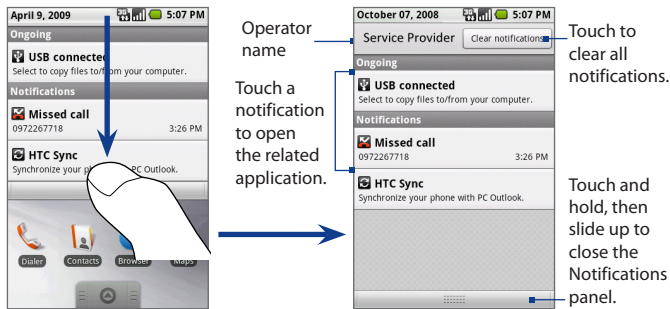 April 9, 2009
3G
5:07 PM
Ongoing
USB connected
Select to copy files to/from your computer.
Notifications
Missed call
0972267718
3:26 PM
HTC Sync
Synchronize your ph
PC Outlook.
Dialer
Contacts
Browser
Maps
Operator
name
Touch a
notification
to open
the related
application.
October 07, 2008
3G
5:07 PM
Service Provider
Clear notifications
Ongoing
USB connected
Select to copy files to/from your computer.
Notifications
Missed call
0972267718
3:26 PM
HTC Sync
Synchronize your phone with PC Outlook.
Touch to
clear all
notifications.
Touch and
hold, then
slide up to
close the
Notifications
panel.